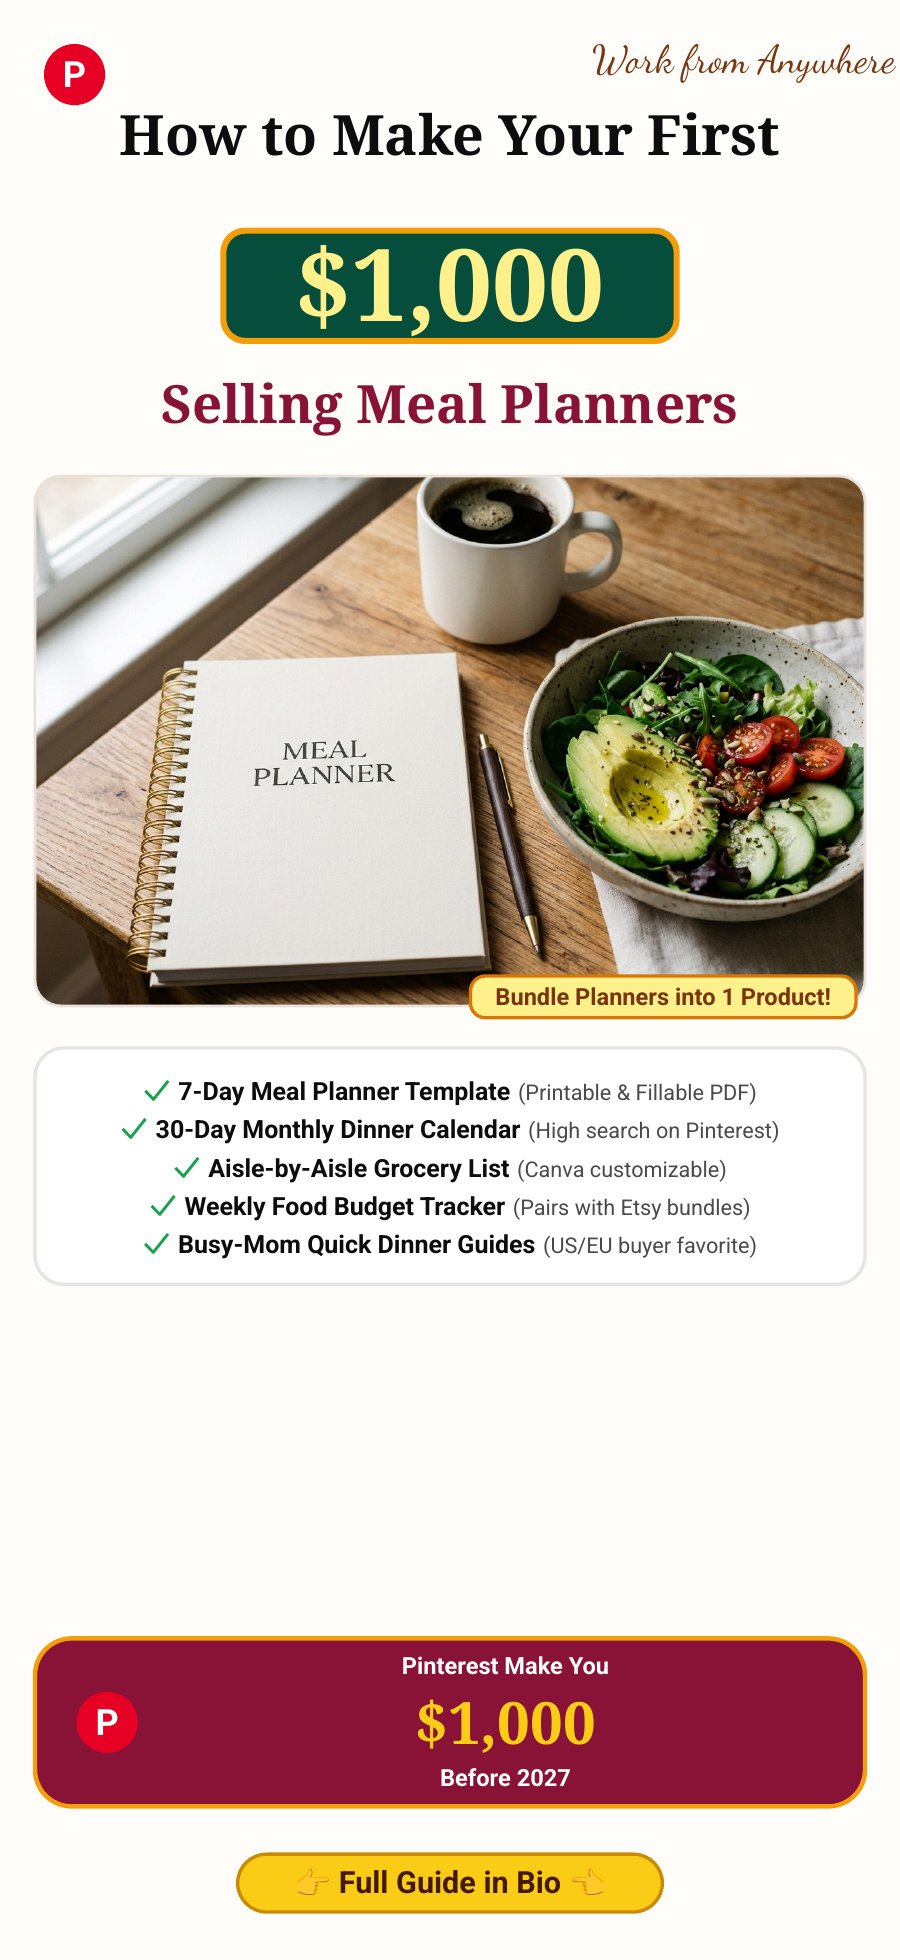 P
Work from Anywhere
How to Make Your First
$1,000
Selling Meal Planners
MEAL
PLANNER
Bundle Planners into 1 Product!
7-Day Meal Planner Template (Printable & Fillable PDF)
30-Day Monthly Dinner Calendar (High search on Pinterest)
Aisle-by-Aisle Grocery List (Canva customizable)
Weekly Food Budget Tracker (Pairs with Etsy bundles)
Busy-Mom Quick Dinner Guides (US/EU buyer favorite)
Pinterest Make You
P
$1,000
Before 2027
👉 Full Guide in Bio 👈